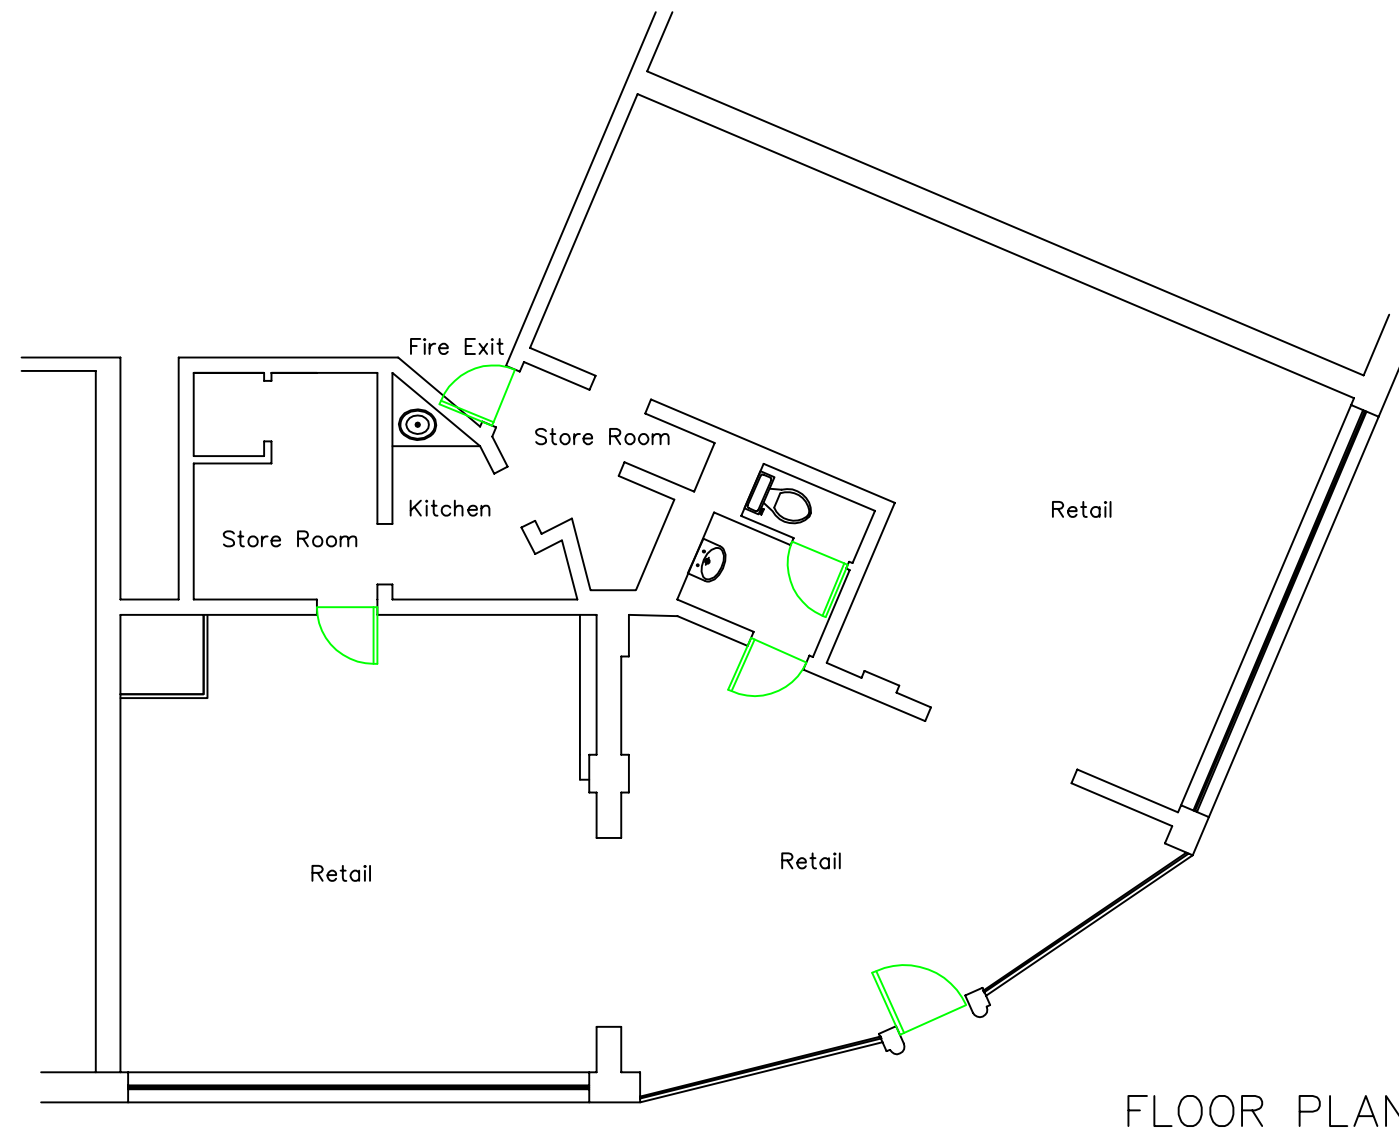 Fire Exit
Store Room
Kitchen
Retail
Store Room
Retail
Retail
FLOOR PLAN